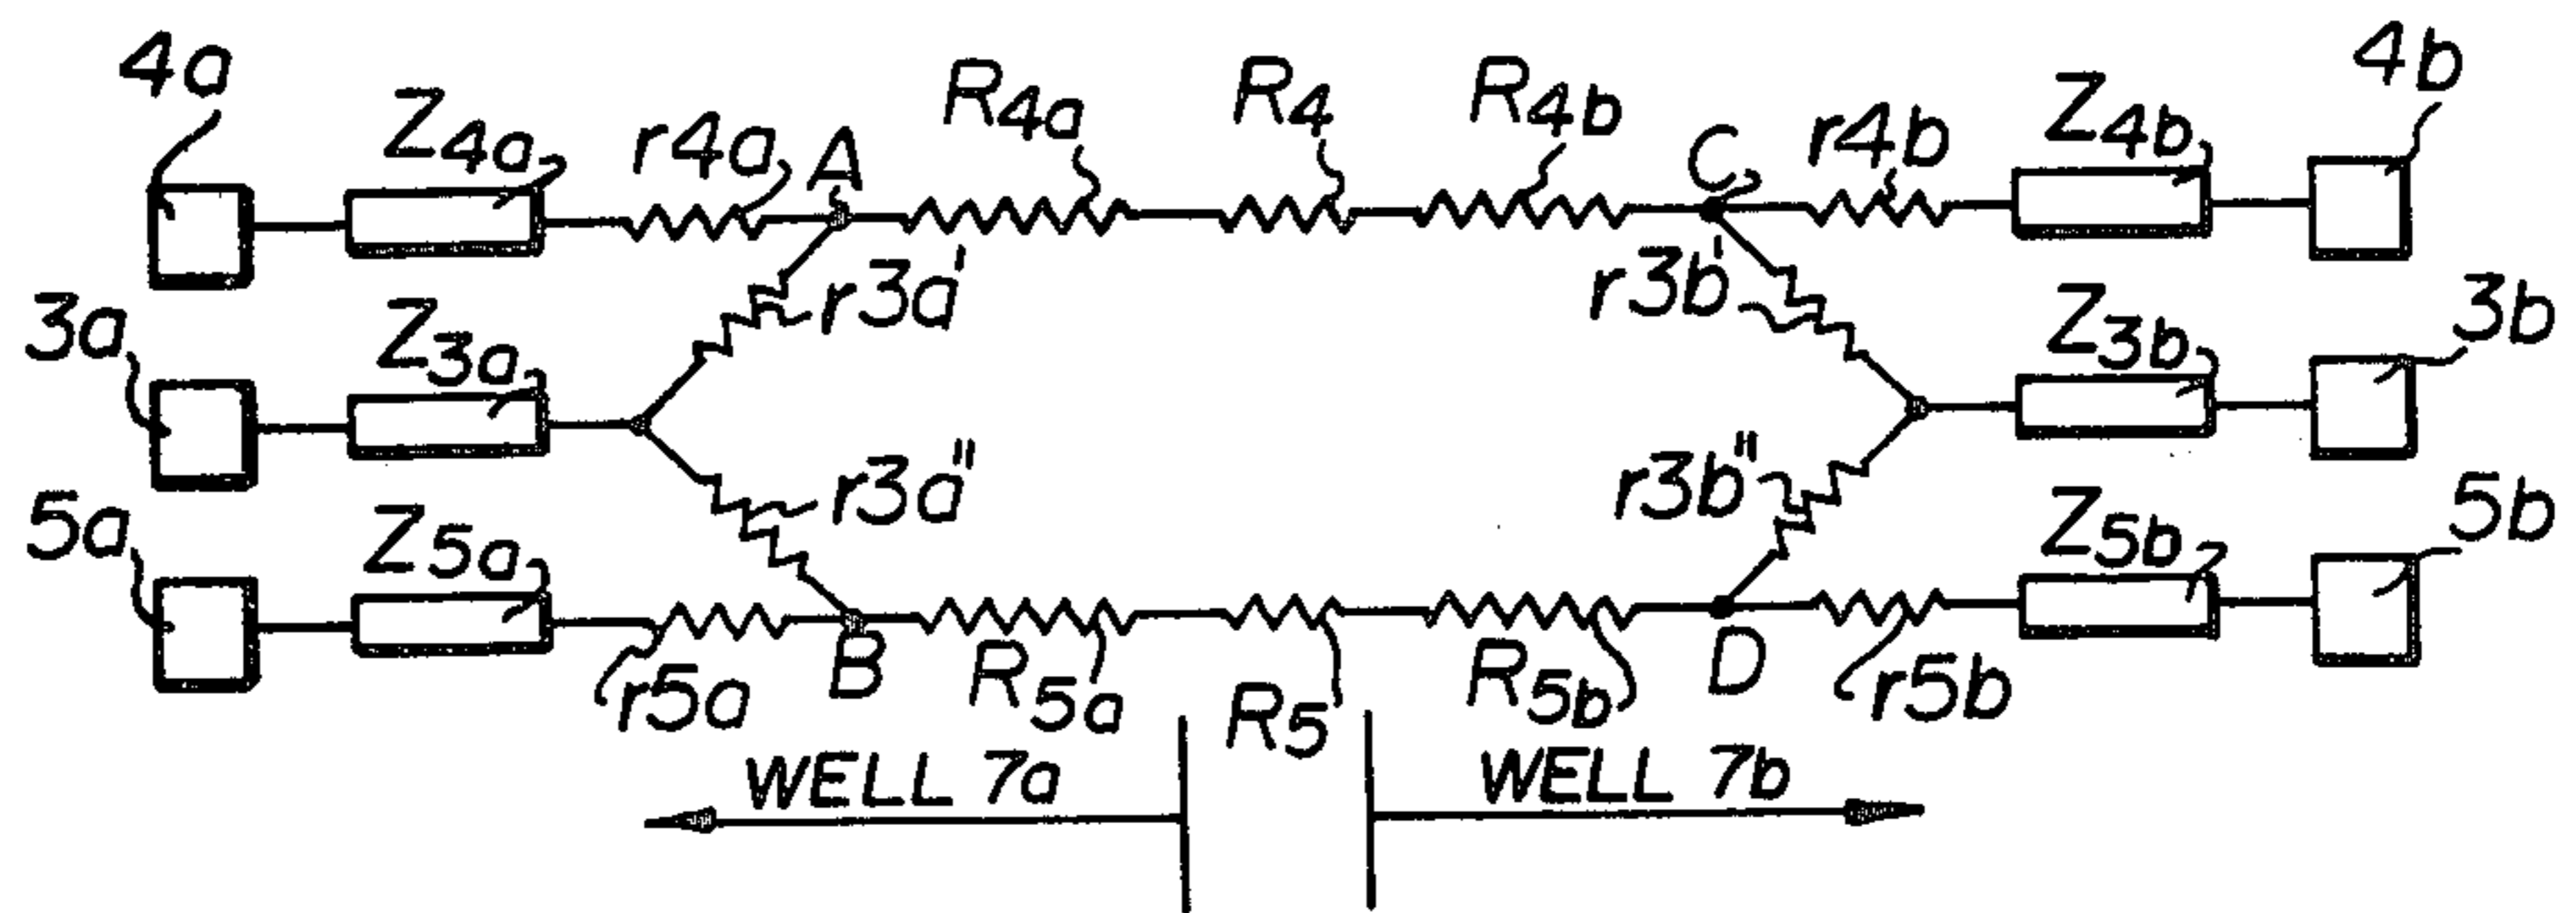 4a Z4a r4a A R4a R4 R4b C r4b Z4b 4b
3a Z3a r3a' r3b' Z3b 3b
5a Z5a r3a" r3b" Z5b 5b
r5a B R5a R5 R5b D r5b
WELL 7a WELL 7b